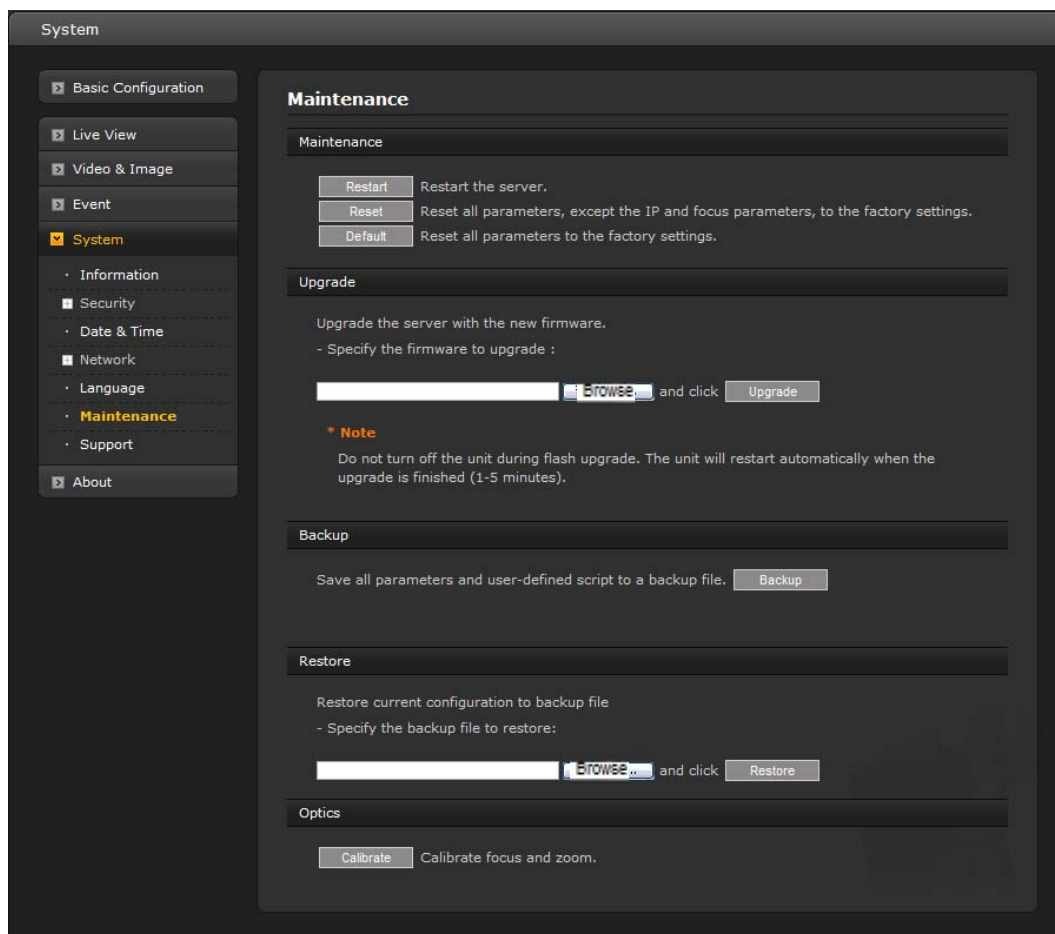 System
Basic Configuration
Live View
Video & Image
Event
System
Information
Security
Date & Time
Network
Language
Maintenance
Support
About
Maintenance
Maintenance
Restart Restart the server.
Reset Reset all parameters, except the IP and focus parameters, to the factory settings.
Default Reset all parameters to the factory settings.
Upgrade
Upgrade the server with the new firmware.
- Specify the firmware to upgrade :
Browse.. and click Upgrade
* Note
Do not turn off the unit during flash upgrade. The unit will restart automatically when the
upgrade is finished (1-5 minutes).
Backup
Save all parameters and user-defined script to a backup file. Backup
Restore
Restore current configuration to backup file
- Specify the backup file to restore:
Browse.. and click Restore
Optics
Calibrate Calibrate focus and zoom.